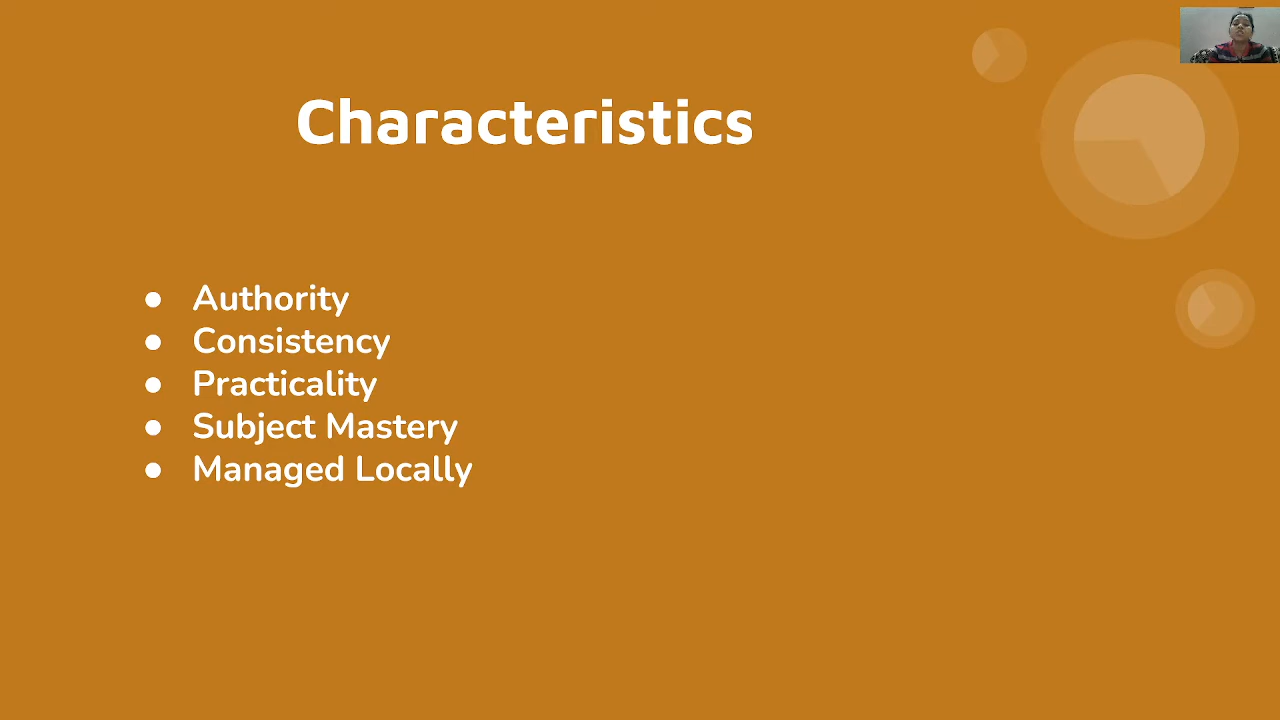 Characteristics
● Authority
● Consistency
● Practicality
● Subject Mastery
● Managed Locally